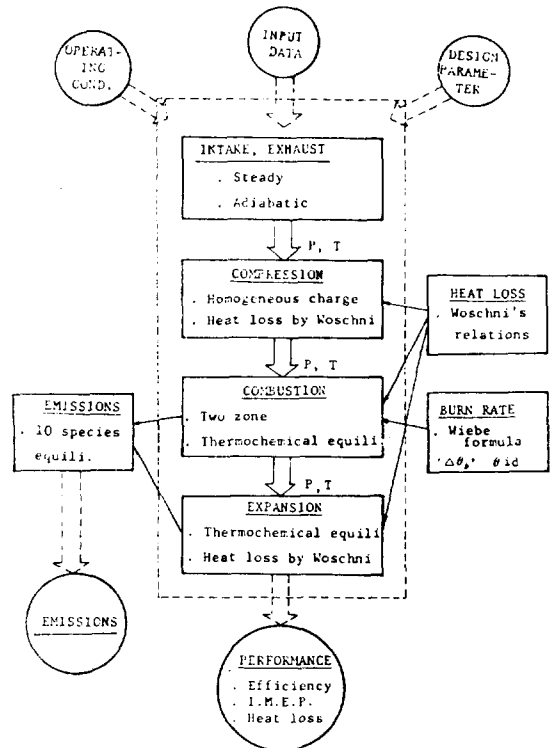 OPERAT-
ING
COND.
INPUT
DATA
DESIGN
PARAME-
TER
INTAKE, EXHAUST
. Steady
. Adiabatic
P, T
COMPRESSION
. Homogeneous charge
. Heat loss by Woschni
HEAT LOSS
. Woschni's
relations
P, T
COMBUSTION
. Two zone
. Thermochemical equili
EMISSIONS
. 10 species
equili.
BURN RATE
. Wiebe
formula
'Δθb' θid
P,T
EXPANSION
. Thermochemical equili
. Heat loss by Woschni
EMISSIONS
PERFORMANCE
. Efficiency
. I.M.E.P.
. Heat loss